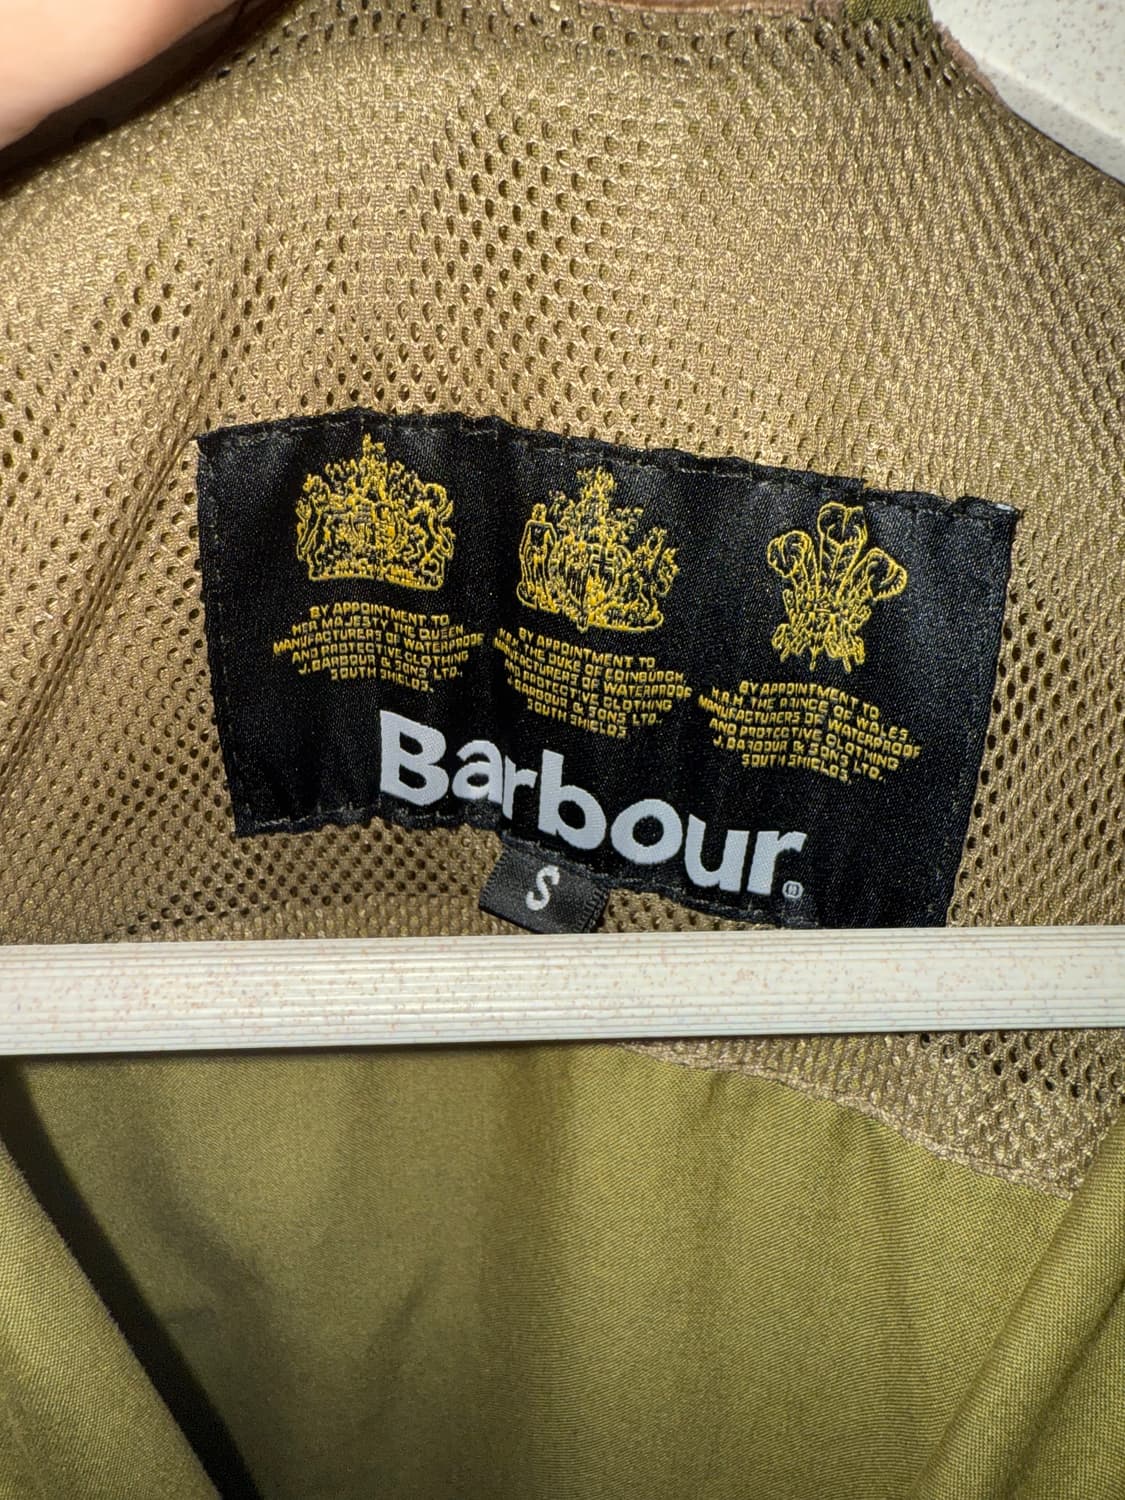 BY APPOINTMENT TO
HER MAJESTY THE QUEEN
MANUFACTURERS OF WATERPROOF
AND PROTECTIVE CLOTHING
J. BARBOUR & SONS LTD.
SOUTH SHIELDS.
BY APPOINTMENT TO
H.R.H. THE DUKE OF EDINBURGH
MANUFACTURERS OF WATERPROOF
AND PROTECTIVE CLOTHING
J. BARBOUR & SONS LTD.
SOUTH SHIELDS
BY APPOINTMENT TO
H.R.H. THE PRINCE OF WALES
MANUFACTURERS OF WATERPROOF
AND PROTECTIVE CLOTHING
J. BARBOUR & SONS LTD.
SOUTH SHIELDS.
Barbour®
S